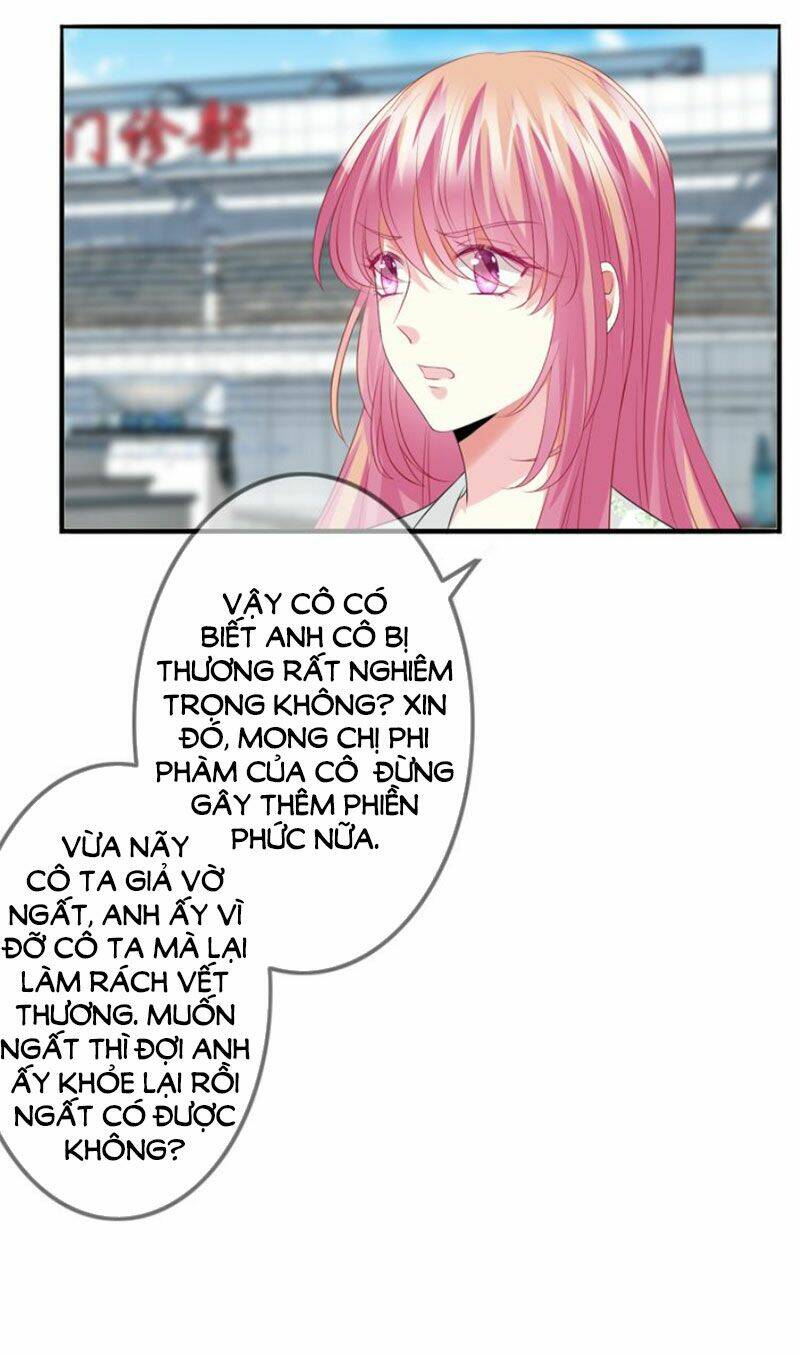 门诊部
VẬY CÔ CÓ
BIẾT ANH CÔ BỊ
THƯƠNG RẤT NGHIÊM
TRỌNG KHÔNG? XIN
ĐÓ, MONG CHỊ PHI
PHÀM CỦA CÔ ĐỪNG
GÂY THÊM PHIỀN
PHỨC NỮA.
VỪA NÃY
CÔ TA GIẢ VỜ
NGẤT, ANH ẤY VÌ
ĐỠ CÔ TA MÀ LẠI
LÀM RÁCH VẾT
THƯƠNG. MUỐN
NGẤT THÌ ĐỢI ANH
ẤY KHỎE LẠI RỒI
NGẤT CÓ ĐƯỢC
KHÔNG?